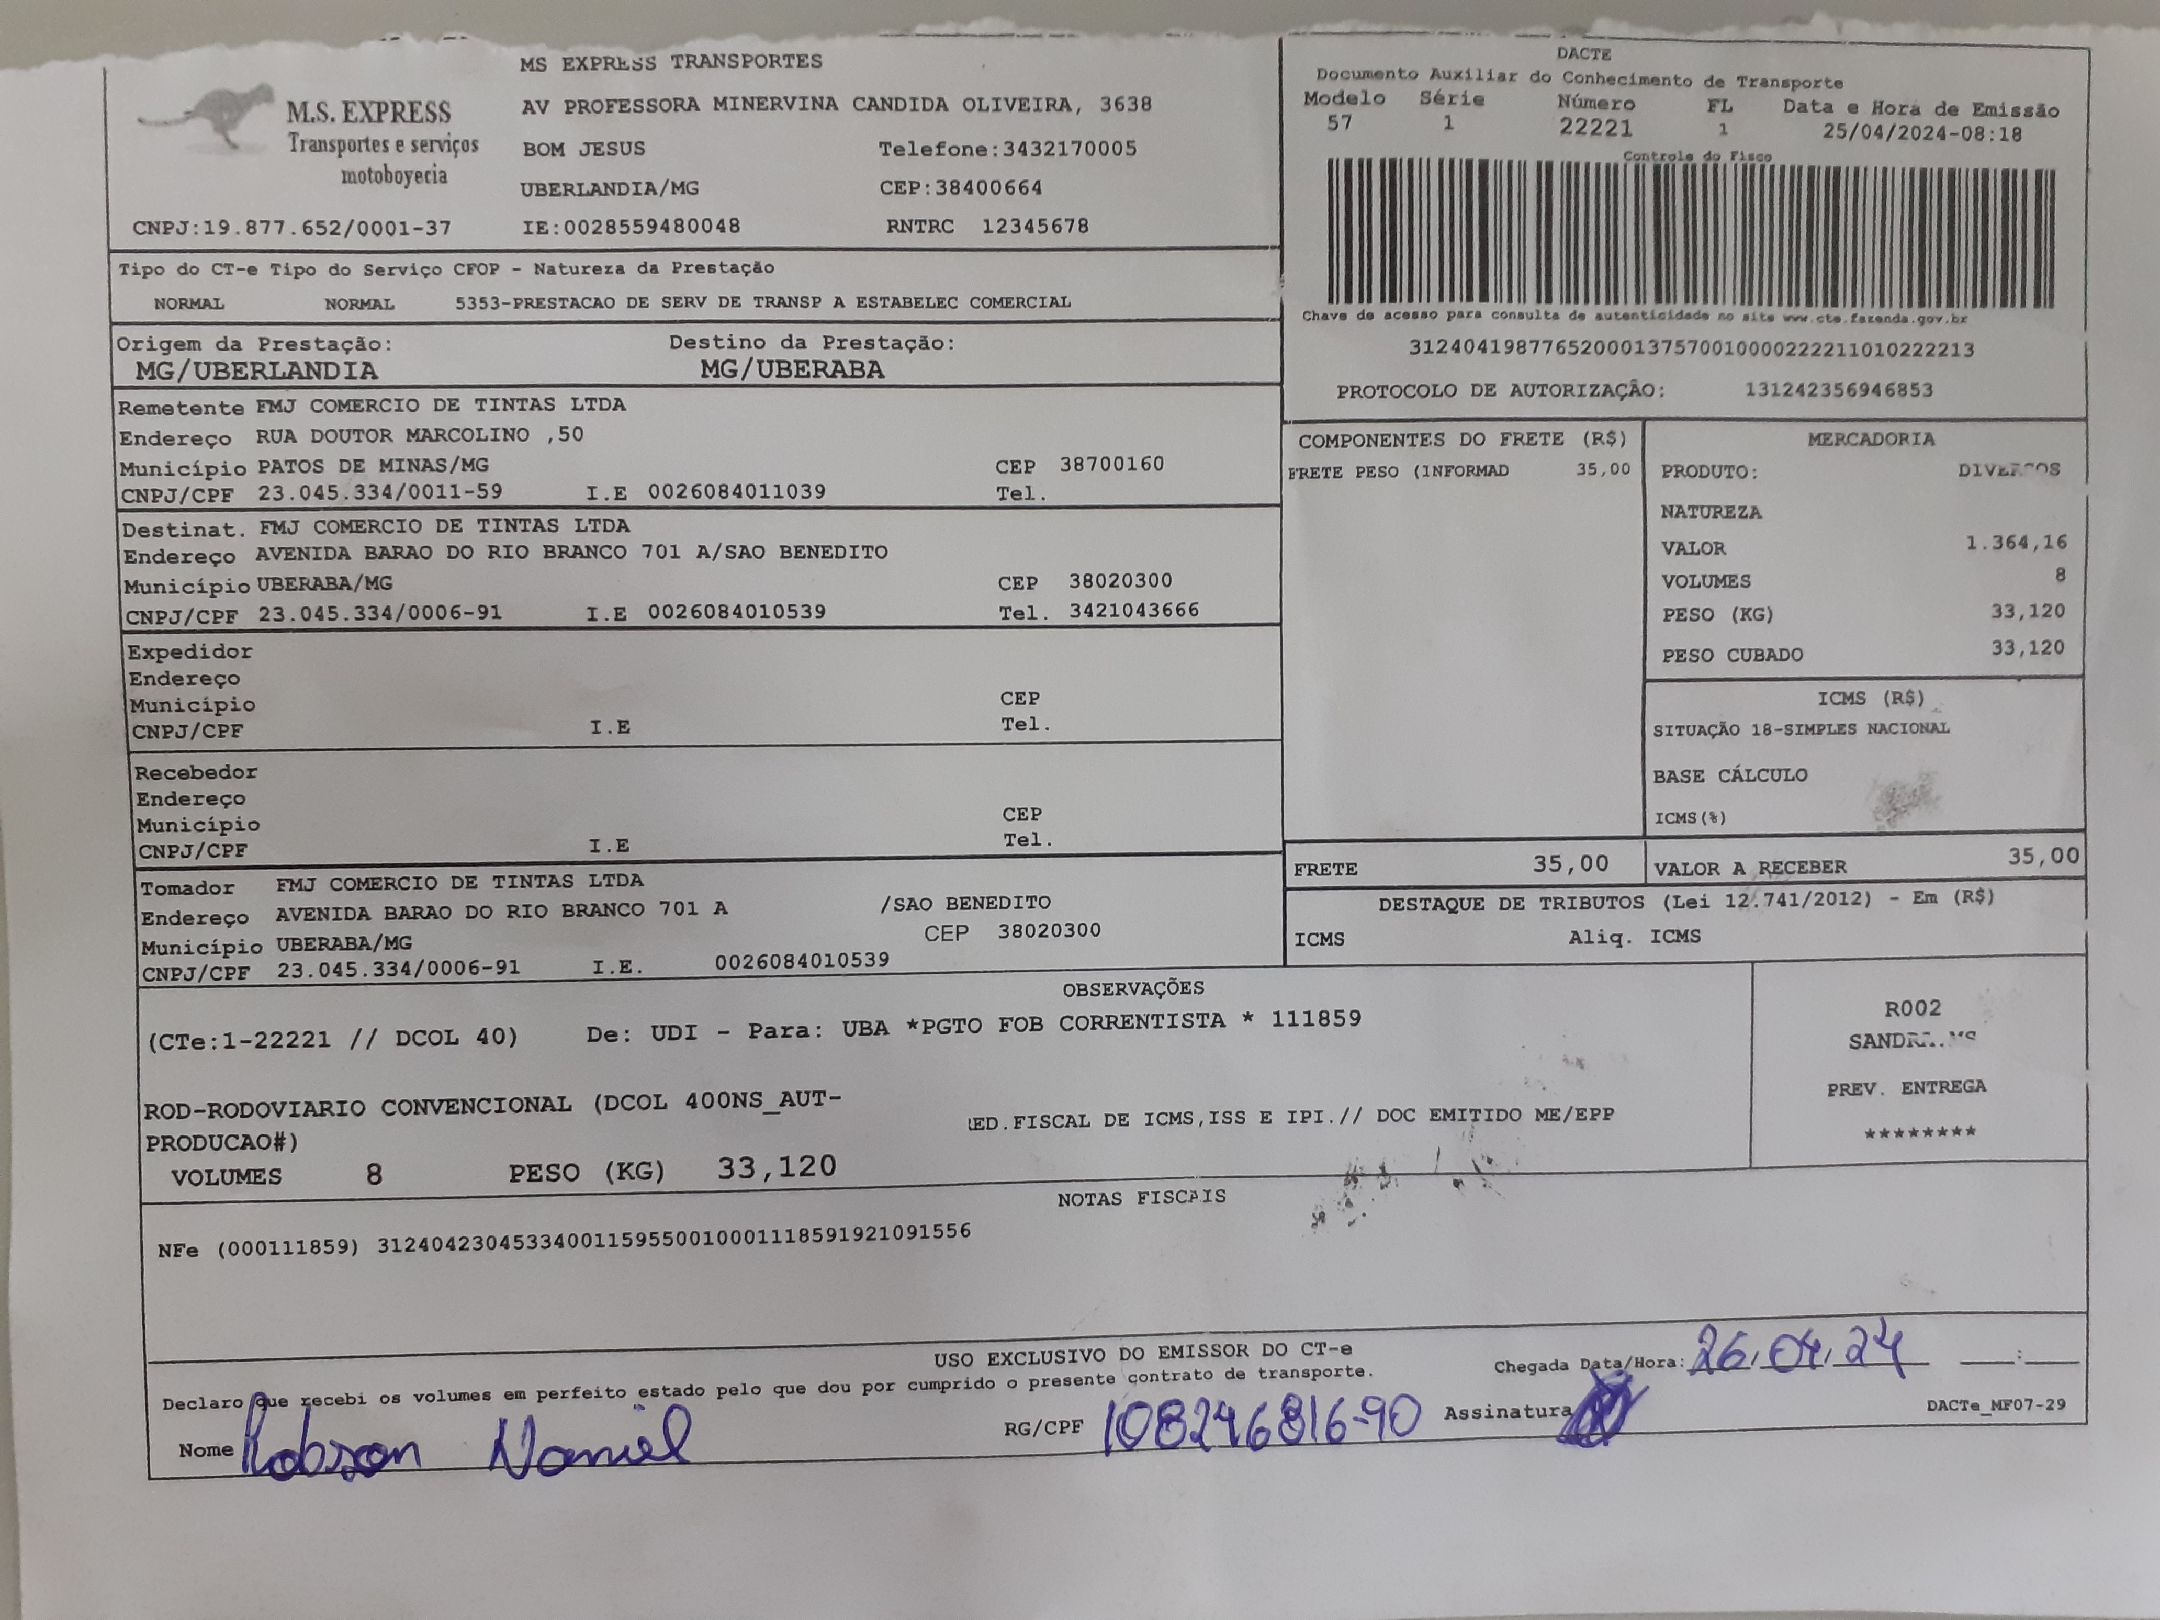 MS EXPRESS TRANSPORTES
M.S. EXPRESS
Transportes e serviços
motoboyecia
AV PROFESSORA MINERVINA CANDIDA OLIVEIRA, 3638
BOM JESUS Telefone:3432170005
UBERLANDIA/MG CEP:38400664
CNPJ:19.877.652/0001-37 IE:0028559480048 RNTRC 12345678
DACTE
Documento Auxiliar do Conhecimento de Transporte
Modelo Série Número FL Data e Hora de Emissão
57 1 22221 1 25/04/2024-08:18
Controle do Fisco
Chave de acesso para consulta de autenticidade no site www.cte.fazenda.gov.br
31240419877652000137570010000222211010222213
PROTOCOLO DE AUTORIZAÇÃO: 131242356946853
Tipo do CT-e Tipo do Serviço CFOP - Natureza da Prestação
NORMAL NORMAL 5353-PRESTACAO DE SERV DE TRANSP A ESTABELEC COMERCIAL
Origem da Prestação: Destino da Prestação:
MG/UBERLANDIA MG/UBERABA
Remetente FMJ COMERCIO DE TINTAS LTDA
Endereço RUA DOUTOR MARCOLINO ,50
Município PATOS DE MINAS/MG CEP 38700160
CNPJ/CPF 23.045.334/0011-59 I.E 0026084011039 Tel.
Destinat. FMJ COMERCIO DE TINTAS LTDA
Endereço AVENIDA BARAO DO RIO BRANCO 701 A/SAO BENEDITO
Município UBERABA/MG CEP 38020300
CNPJ/CPF 23.045.334/0006-91 I.E 0026084010539 Tel. 3421043666
Expedidor
Endereço
Município CEP
CNPJ/CPF I.E Tel.
Recebedor
Endereço
Município CEP
CNPJ/CPF I.E Tel.
Tomador FMJ COMERCIO DE TINTAS LTDA
Endereço AVENIDA BARAO DO RIO BRANCO 701 A /SAO BENEDITO
Município UBERABA/MG CEP 38020300
CNPJ/CPF 23.045.334/0006-91 I.E. 0026084010539
COMPONENTES DO FRETE (R$)
FRETE PESO (INFORMAD 35,00
MERCADORIA
PRODUTO: DIVERSOS
NATUREZA
VALOR 1.364,16
VOLUMES 8
PESO (KG) 33,120
PESO CUBADO 33,120
ICMS (R$)
SITUAÇÃO 18-SIMPLES NACIONAL
BASE CÁLCULO
ICMS(%)
FRETE 35,00 VALOR A RECEBER 35,00
DESTAQUE DE TRIBUTOS (Lei 12.741/2012) - Em (R$)
ICMS Aliq. ICMS
OBSERVAÇÕES
(CTe:1-22221 // DCOL 40) De: UDI - Para: UBA *PGTO FOB CORRENTISTA * 111859
ROD-RODOVIARIO CONVENCIONAL (DCOL 400NS_AUT-
PRODUCAO#)
ED.FISCAL DE ICMS,ISS E IPI.// DOC EMITIDO ME/EPP
VOLUMES 8 PESO (KG) 33,120
R002
PREV. ENTREGA
********
NOTAS FISCAIS
NFe (000111859) 31240423045334001159550010001118591921091556
USO EXCLUSIVO DO EMISSOR DO CT-e
Declaro que recebi os volumes em perfeito estado pelo que dou por cumprido o presente contrato de transporte.
Chegada Data/Hora: 26.04.24 :
Nome Robson Naniel RG/CPF 108246816-90 Assinatura
DACTe_MF07-29